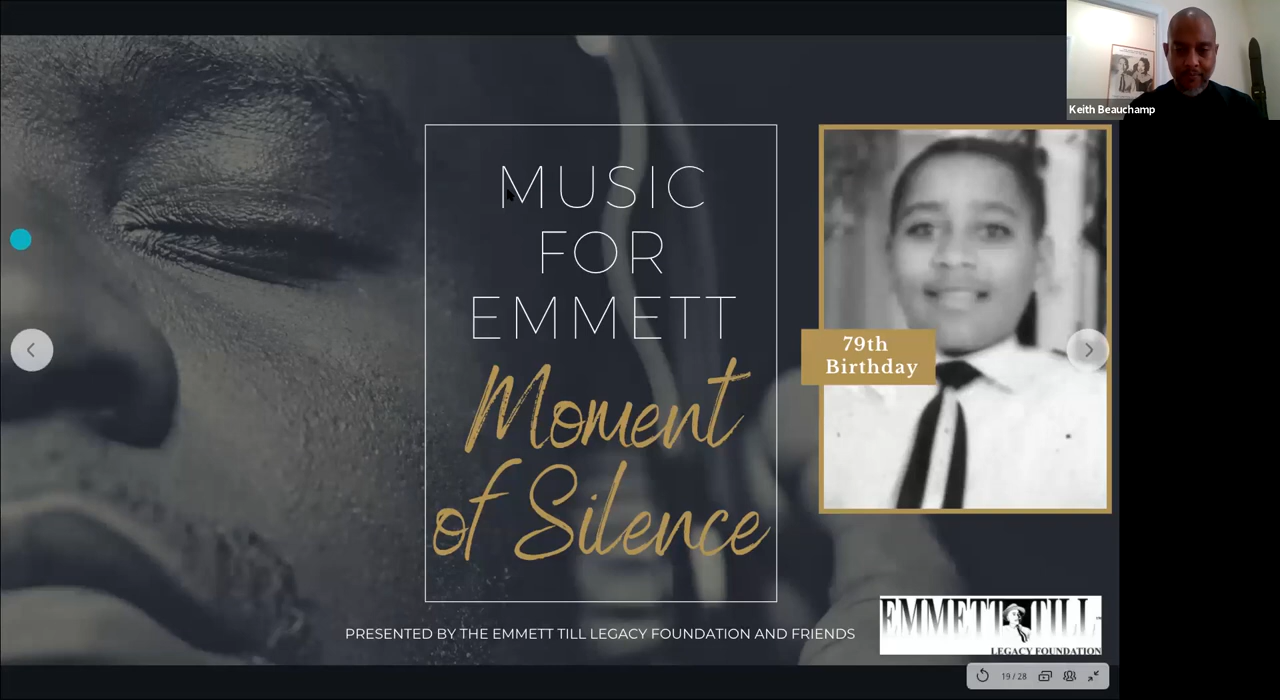 Keith Beauchamp
MUSIC
FOR
EMMETT
Moment
of Silence
79th
Birthday
PRESENTED BY THE EMMETT TILL LEGACY FOUNDATION AND FRIENDS
EMMETT TILL
LEGACY FOUNDATION
19 / 28